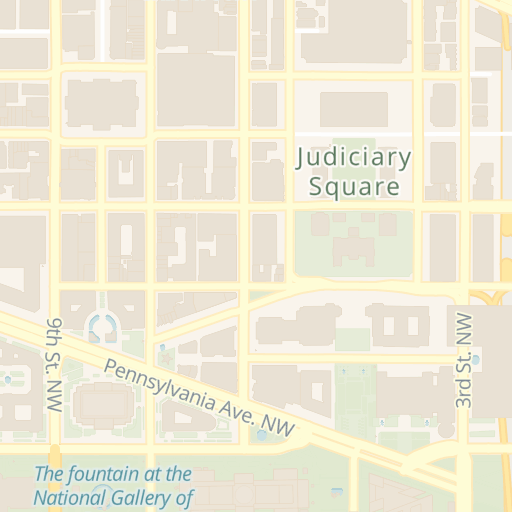 Judiciary
Square
9th St. NW
3rd St. NW
Pennsylvania Ave. NW
The fountain at the
National Gallery of